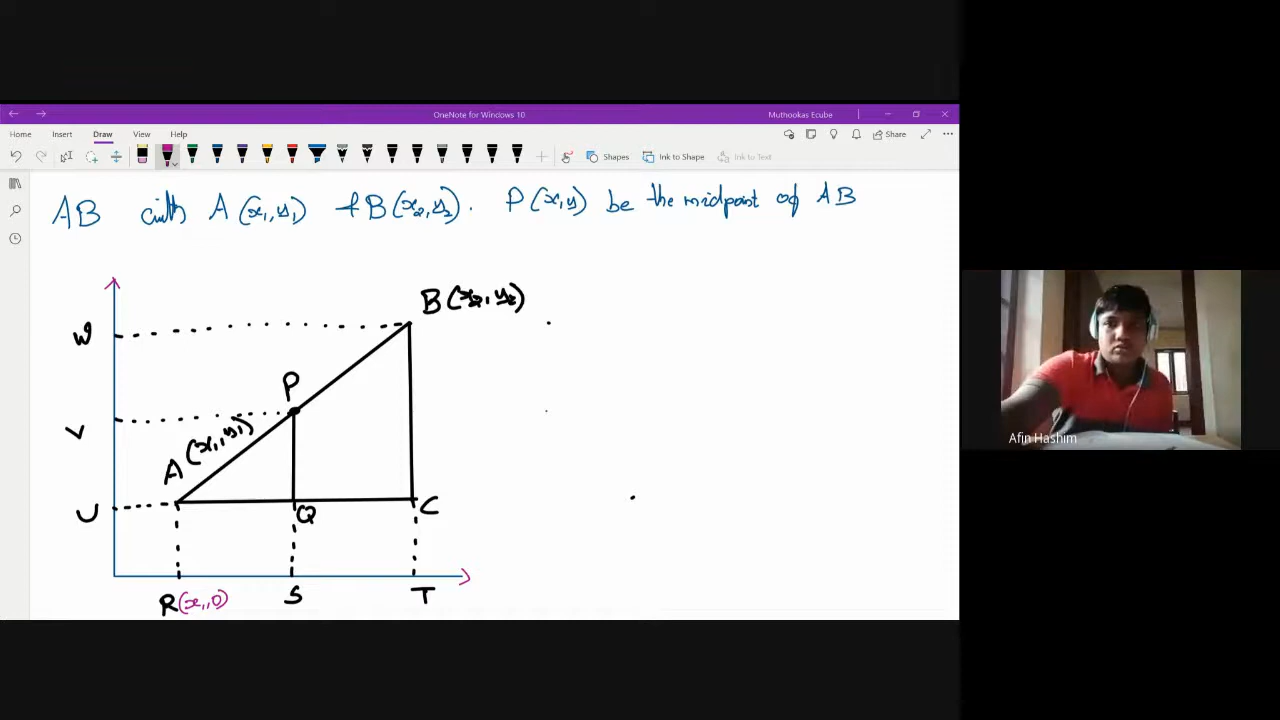 OneNote for Windows 10
Muthookas Ecube
Home Insert Draw View Help
Share
Shapes Ink to Shape Ink to Text
AB with A(x₁, y₁) & B(x₂, y₂). P(x, y) be the midpoint of AB
B(x₂, y₂)
W
P
V
A(x₁, y₁)
U
Q
C
R(x₁, 0)
S
T
Afin Hashim